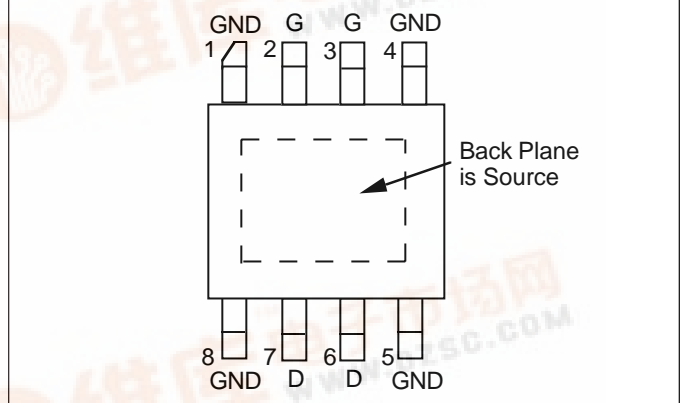 GND G G GND
1 2 3 4
Back Plane
is Source
8 7 6 5
GND D D GND